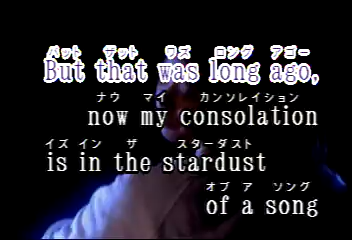 バット ザット ワズ ロング アゴー
But that was long ago,
ナウ マイ カンソレイション
now my consolation
イズ イン ザ スターダスト
is in the stardust
オブ ア ソング
of a song